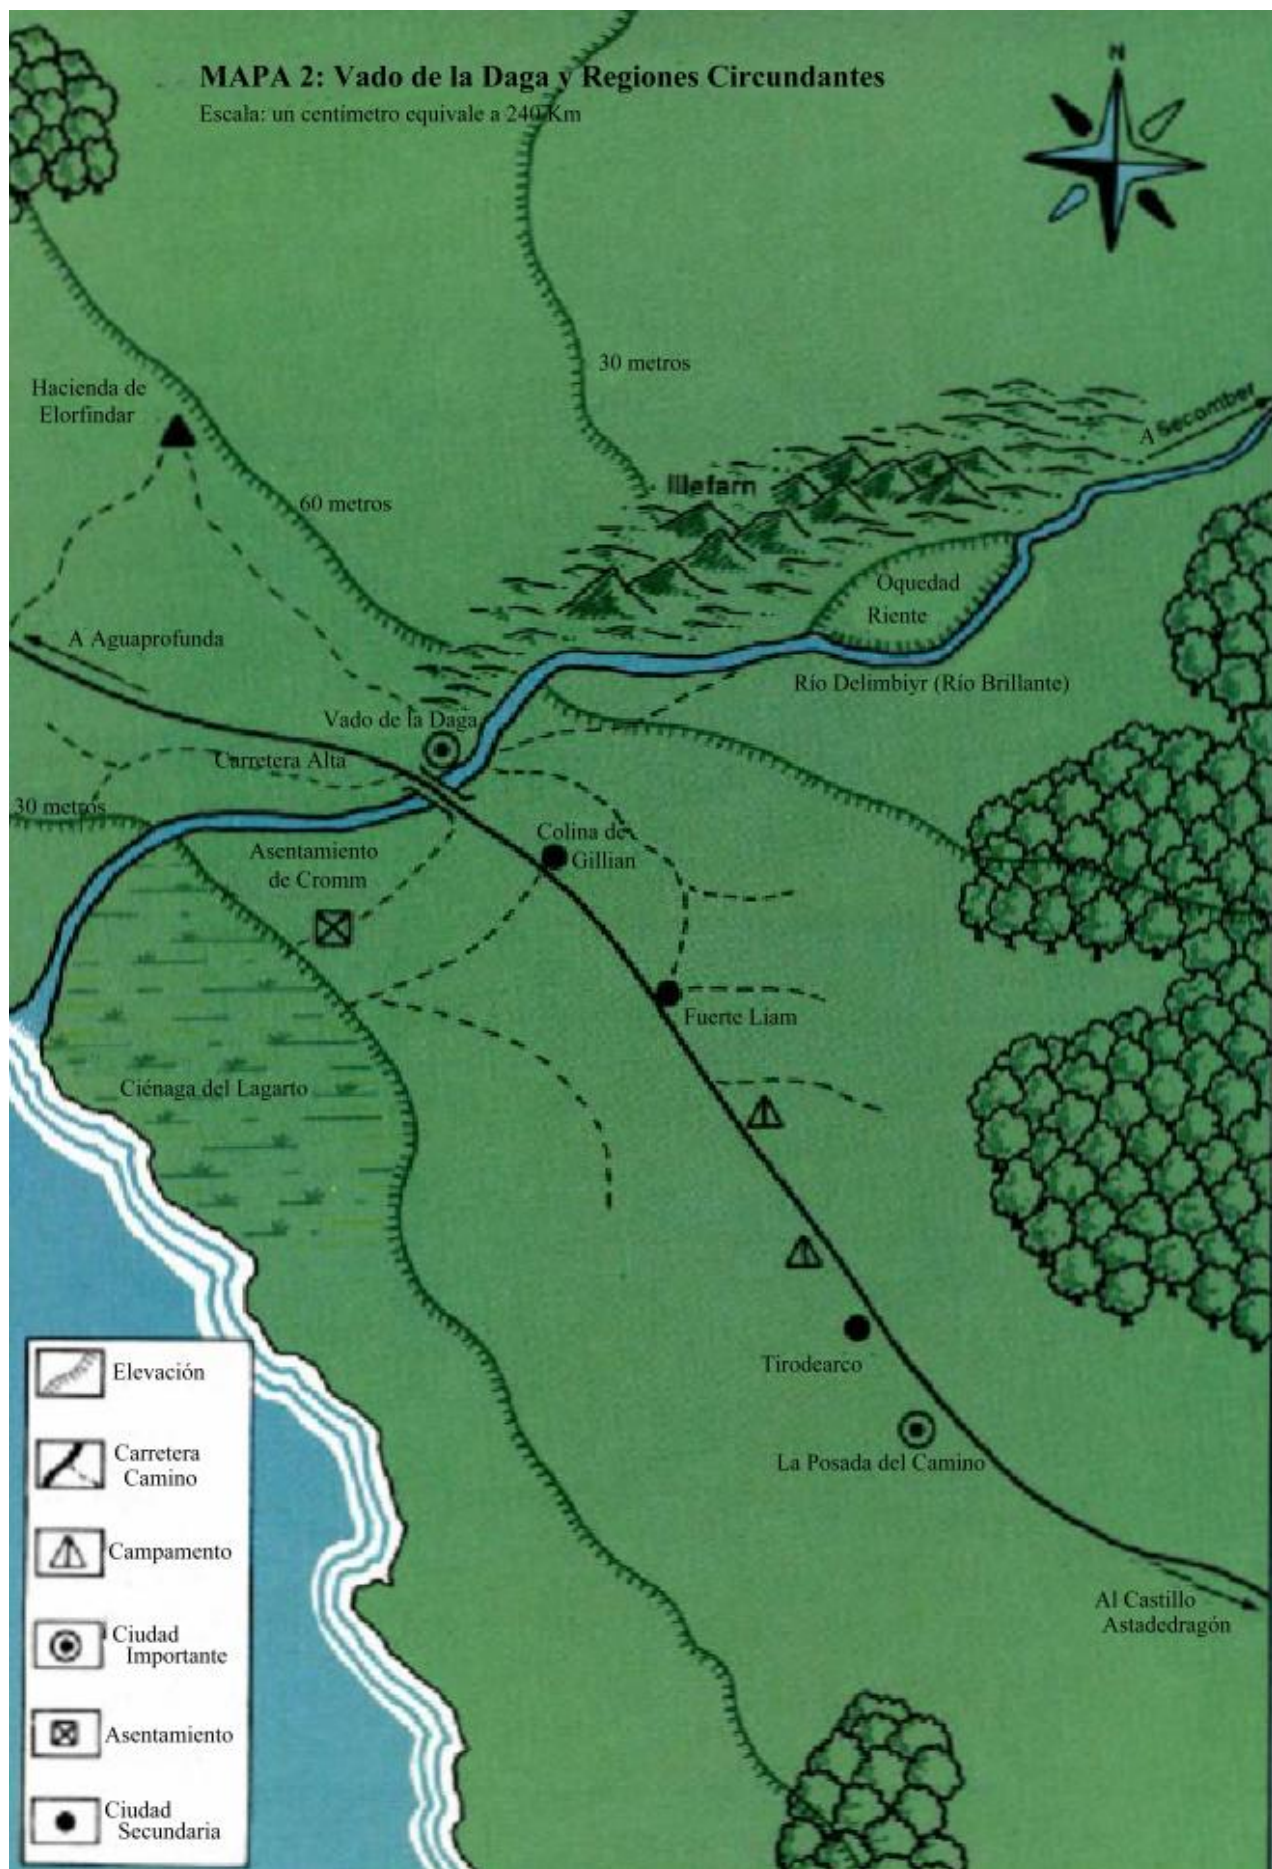 MAPA 2: Vado de la Daga y Regiones Circundantes
Escala: un centímetro equivale a 240 Km
N
30 metros
Hacienda de
Elorfindar
A Secomber
Illefarn
60 metros
Oquedad
Riente
A Aguaprofunda
Río Delimbiyr (Río Brillante)
Vado de la Daga
Carretera Alta
30 metros
Colina de
Gillian
Asentamiento
de Cromm
Fuerte Liam
Ciénaga del Lagarto
Tirodearco
La Posada del Camino
Al Castillo
Astadedragón
Elevación
Carretera
Camino
Campamento
Ciudad
Importante
Asentamiento
Ciudad
Secundaria